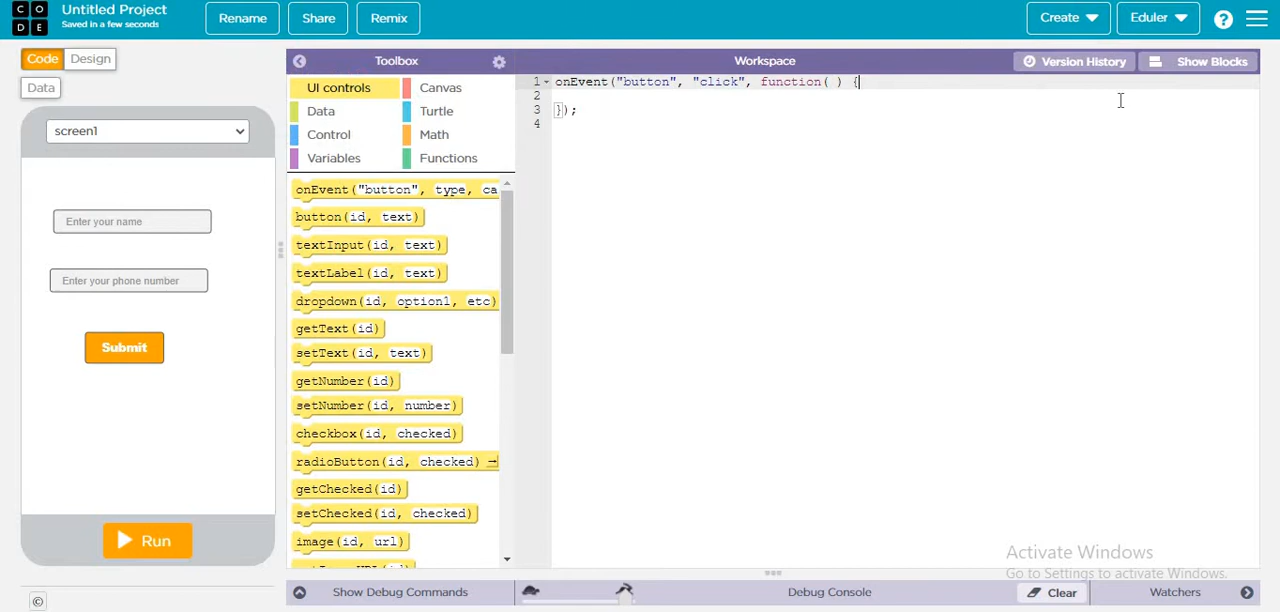 CO
DE
Untitled Project
Saved in a few seconds
Rename
Share
Remix
Create
Eduler
?
Code
Design
Data
screen1
Enter your name
Enter your phone number
Submit
Run
©
Toolbox
UI controls
Canvas
Data
Turtle
Control
Math
Variables
Functions
onEvent("button", type, ca
button(id, text)
textInput(id, text)
textLabel(id, text)
dropdown(id, option1, etc)
getText(id)
setText(id, text)
getNumber(id)
setNumber(id, number)
checkbox(id, checked)
radioButton(id, checked) →
getChecked(id)
setChecked(id, checked)
image(id, url)
Workspace
Version History
Show Blocks
1 onEvent("button", "click", function( ) {
2
3 });
4
Activate Windows
Go to Settings to activate Windows.
Show Debug Commands
Debug Console
Clear
Watchers